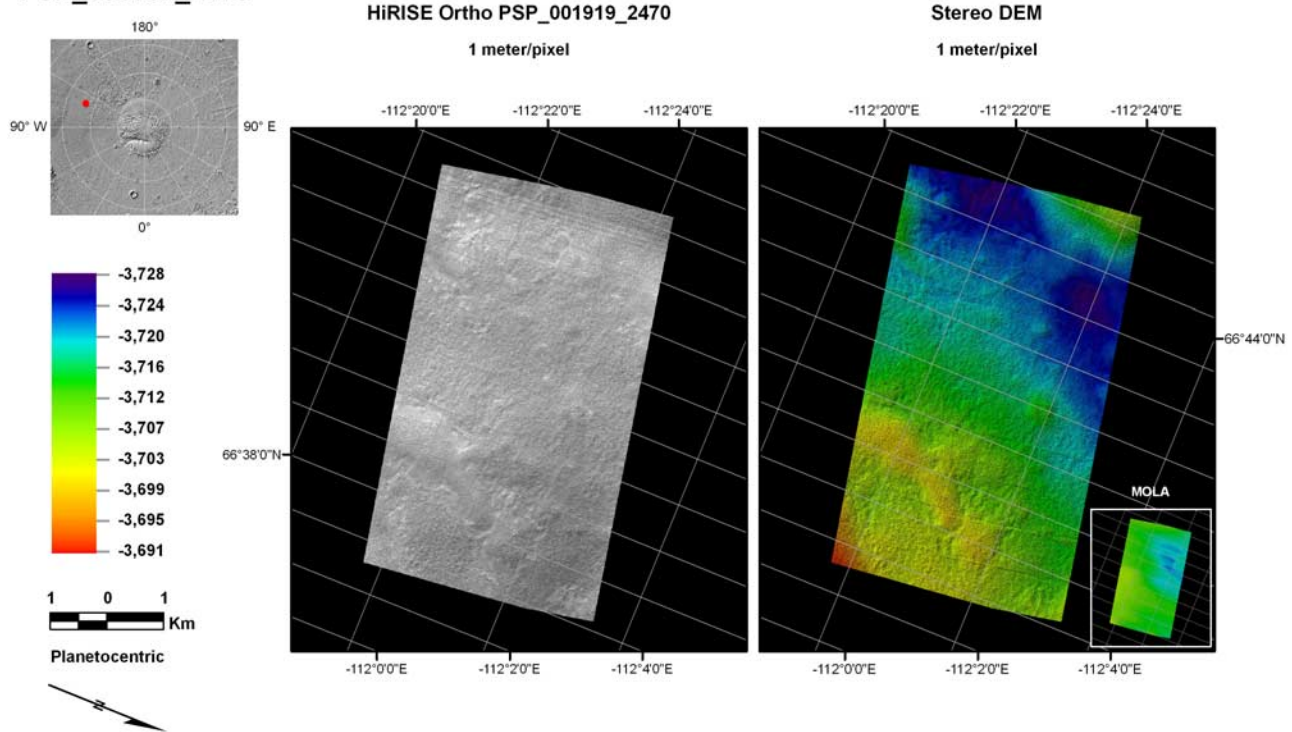 HiRISE Ortho PSP_001919_2470
1 meter/pixel
Stereo DEM
1 meter/pixel
180°
90° W
90° E
0°
-3,728
-3,724
-3,720
-3,716
-3,712
-3,707
-3,703
-3,699
-3,695
-3,691
1 0 1
Km
Planetocentric
N
-112°20'0"E
-112°22'0"E
-112°24'0"E
66°38'0"N
-112°0'0"E
-112°2'0"E
-112°4'0"E
-112°20'0"E
-112°22'0"E
-112°24'0"E
66°44'0"N
MOLA
-112°0'0"E
-112°2'0"E
-112°4'0"E